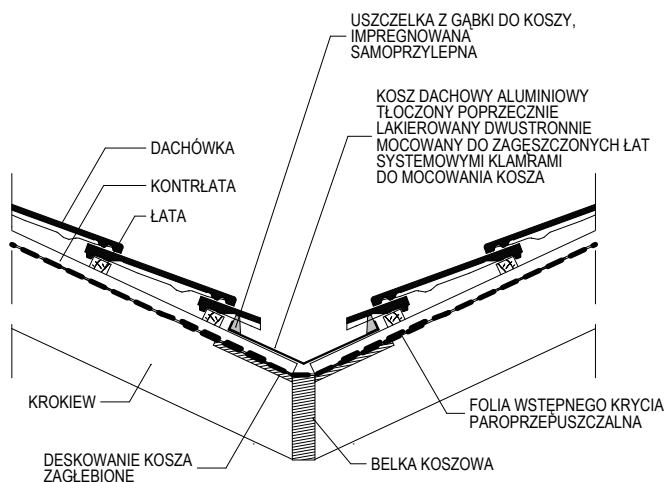 USZCZELKA Z GĄBKI DO KOSZY,
IMPREGNOWANA
SAMOPRZYLEPNA
KOSZ DACHOWY ALUMINIOWY
TŁOCZONY POPRZECZNIE
LAKIEROWANY DWUSTRONNIE
MOCOWANY DO ZAGĘSZCZONYCH ŁAT
SYSTEMOWYMI KLAMRAMI
DO MOCOWANIA KOSZA
DACHÓWKA
KONTRŁATA
ŁATA
KROKIEW
FOLIA WSTĘPNEGO KRYCIA
PAROPRZEPUSZCZALNA
DESKOWANIE KOSZA
ZAGŁEBIONE
BELKA KOSZOWA